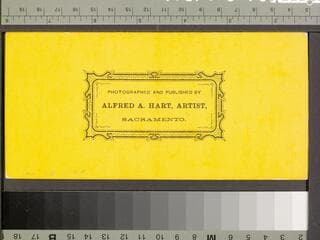 PHOTOGRAPHED AND PUBLISHED BY
ALFRED A. HART, ARTIST,
SACRAMENTO.